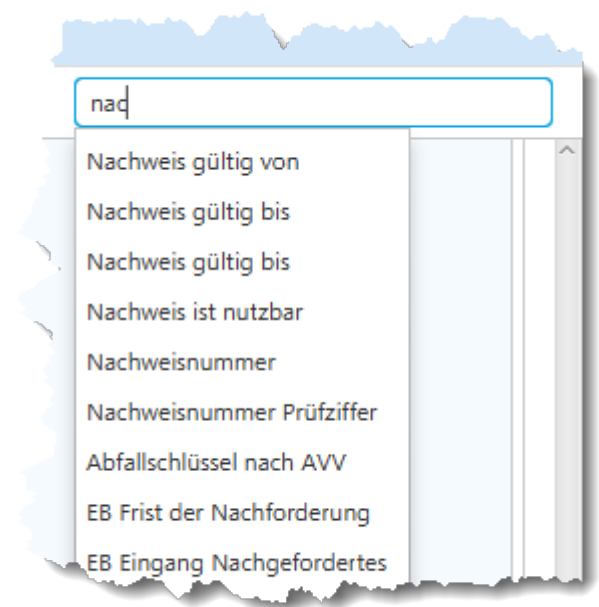 nac
Nachweis gültig von
Nachweis gültig bis
Nachweis gültig bis
Nachweis ist nutzbar
Nachweisnummer
Nachweisnummer Prüfziffer
Abfallschlüssel nach AVV
EB Frist der Nachforderung
EB Eingang Nachgefordertes